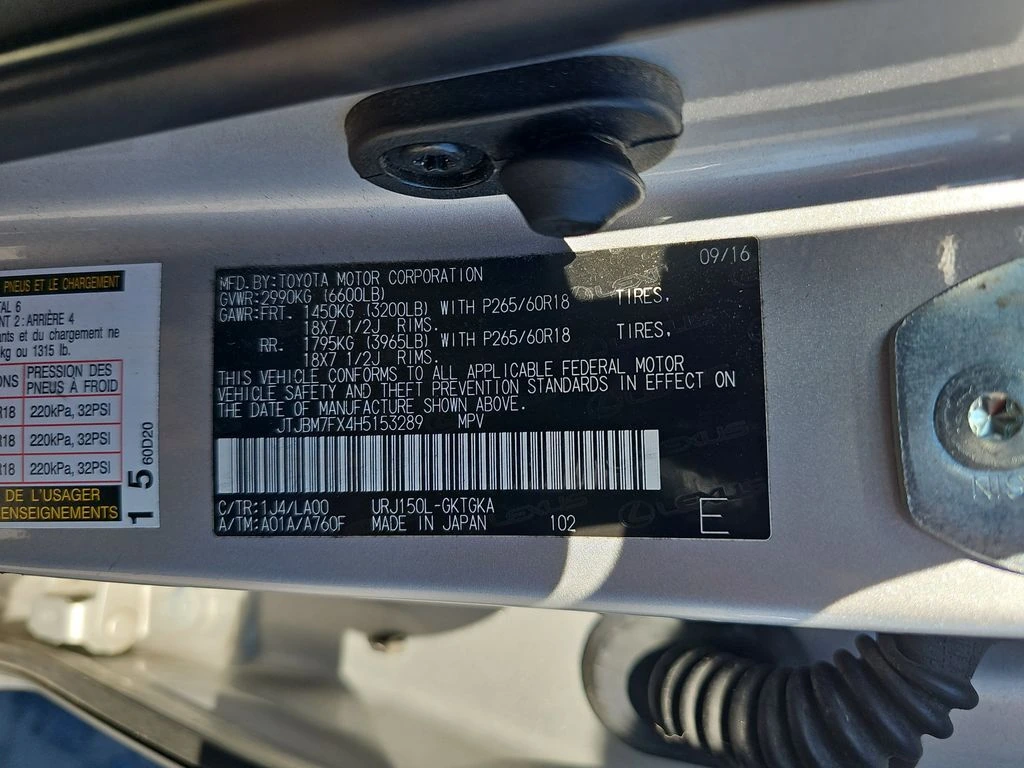 PNEUS ET LE CHARGEMENT
TAL 6
NT 2: ARRIÈRE 4
ants et du chargement ne
kg ou 1315 lb.
ONS PRESSION DES PNEUS À FROID
R18 220kPa, 32PSI
220kPa, 32PSI
R18 220kPa, 32PSI
DE L'USAGER
ENSEIGNEMENTS
1 5 60D20
09/16
MFD.BY:TOYOTA MOTOR CORPORATION
GVWR:2990KG (6600LB)
GAWR:FRT. 1450KG (3200LB) WITH P265/60R18 TIRES,
18X7 1/2J RIMS.
RR. 1795KG (3965LB) WITH P265/60R18 TIRES,
18X7 1/2J RIMS.
THIS VEHICLE CONFORMS TO ALL APPLICABLE FEDERAL MOTOR
VEHICLE SAFETY AND THEFT PREVENTION STANDARDS IN EFFECT ON
THE DATE OF MANUFACTURE SHOWN ABOVE.
JTJBM7FX4H5153289 MPV
C/TR:1J4/LA00 URJ150L-GKTGKA
A/TM:A01A/A760F MADE IN JAPAN 102 E
LEXUS